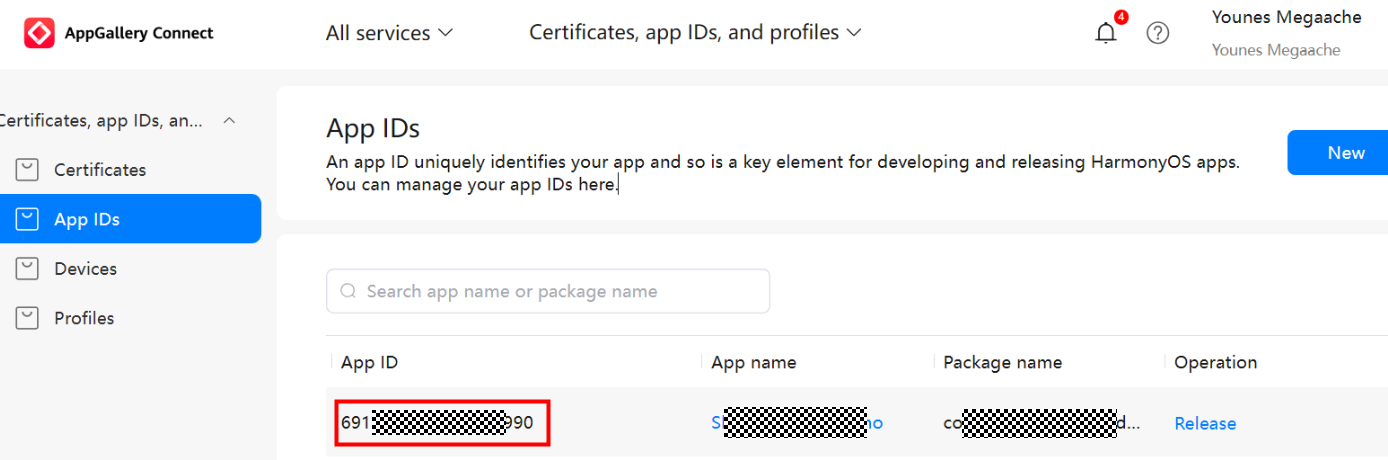 AppGallery Connect
All services
Certificates, app IDs, and profiles
4
Younes Megaache
Younes Megaache
Certificates, app IDs, an...
Certificates
App IDs
Devices
Profiles
App IDs
An app ID uniquely identifies your app and so is a key element for developing and releasing HarmonyOS apps.
You can manage your app IDs here.
New
Search app name or package name
App ID App name Package name Operation
691 990 S no co d... Release